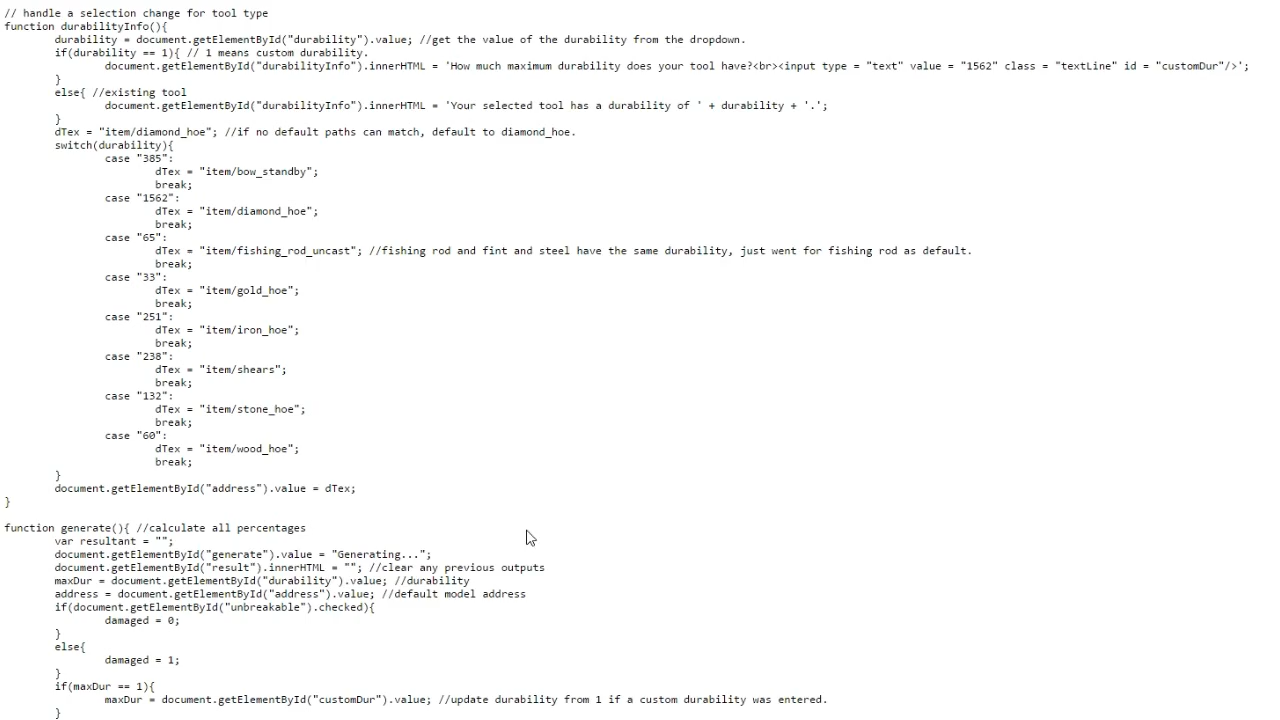 // handle a selection change for tool type
function durabilityInfo(){
durability = document.getElementById("durability").value; //get the value of the durability from the dropdown.
if(durability == 1){ // 1 means custom durability.
document.getElementById("durabilityInfo").innerHTML = 'How much maximum durability does your tool have?<br><input type = "text" value = "1562" class = "textLine" id = "customDur"/>';
}
else{ //existing tool
document.getElementById("durabilityInfo").innerHTML = 'Your selected tool has a durability of ' + durability + '.';
}
dTex = "item/diamond_hoe"; //if no default paths can match, default to diamond_hoe.
switch(durability){
case "385":
dTex = "item/bow_standby";
break;
case "1562":
dTex = "item/diamond_hoe";
break;
case "65":
dTex = "item/fishing_rod_uncast"; //fishing rod and fint and steel have the same durability, just went for fishing rod as default.
break;
case "33":
dTex = "item/gold_hoe";
break;
case "251":
dTex = "item/iron_hoe";
break;
case "238":
dTex = "item/shears";
break;
case "132":
dTex = "item/stone_hoe";
break;
case "60":
dTex = "item/wood_hoe";
break;
}
document.getElementById("address").value = dTex;
}
function generate(){ //calculate all percentages
var resultant = "";
document.getElementById("generate").value = "Generating...";
document.getElementById("result").innerHTML = ""; //clear any previous outputs
maxDur = document.getElementById("durability").value; //durability
address = document.getElementById("address").value; //default model address
if(document.getElementById("unbreakable").checked){
damaged = 0;
}
else{
damaged = 1;
}
if(maxDur == 1){
maxDur = document.getElementById("customDur").value; //update durability from 1 if a custom durability was entered.
}